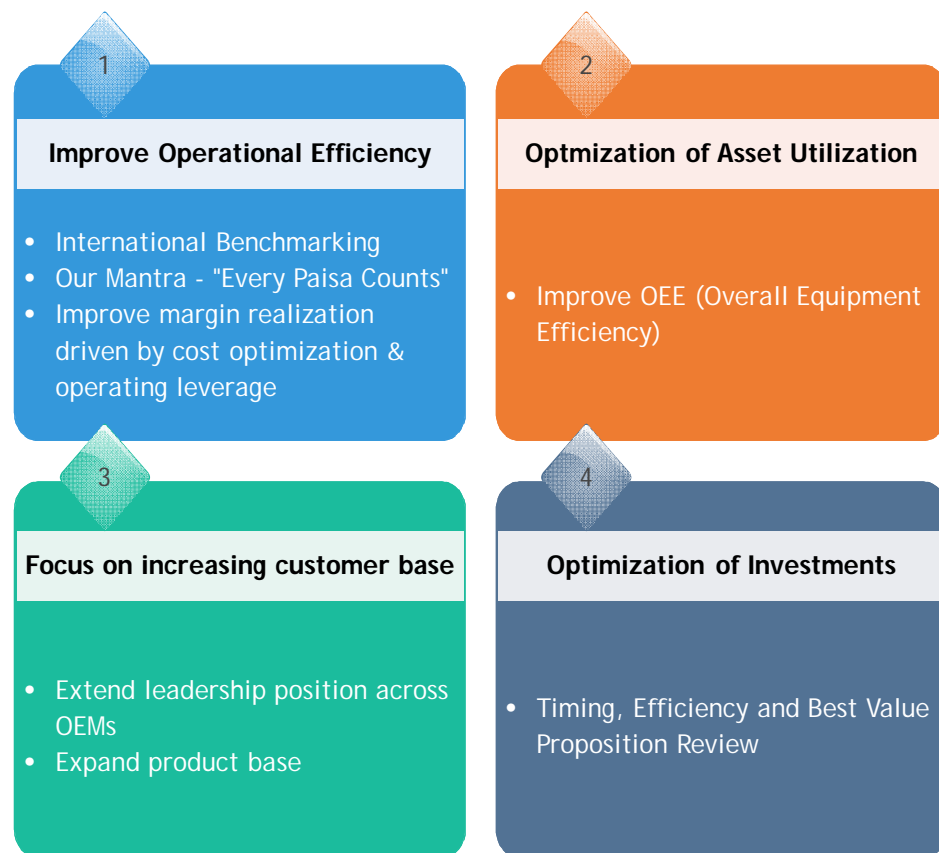 1
Improve Operational Efficiency
• International Benchmarking
• Our Mantra - "Every Paisa Counts"
• Improve margin realization
driven by cost optimization &
operating leverage
2
Optmization of Asset Utilization
• Improve OEE (Overall Equipment
Efficiency)
3
Focus on increasing customer base
• Extend leadership position across
OEMs
• Expand product base
4
Optimization of Investments
• Timing, Efficiency and Best Value
Proposition Review